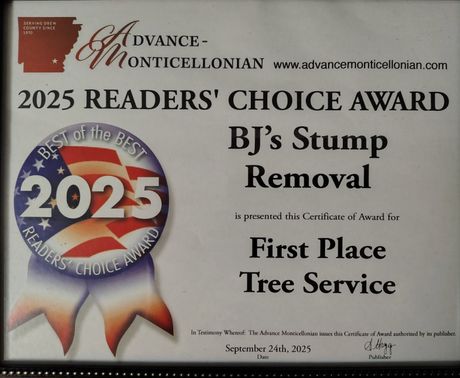 SERVING DREW
COUNTY SINCE
1870
ADVANCE-
MONTICELLONIAN
www.advancemonticellonian.com
2025 READERS' CHOICE AWARD
BEST of the BEST
2025
READERS' CHOICE AWARD
BJ's Stump
Removal
is presented this Certificate of Award for
First Place
Tree Service
In Testimony Whereof: The Advance Monticellonian issues this Certificate of Award authorized by its publisher.
September 24th, 2025
Date
Publisher